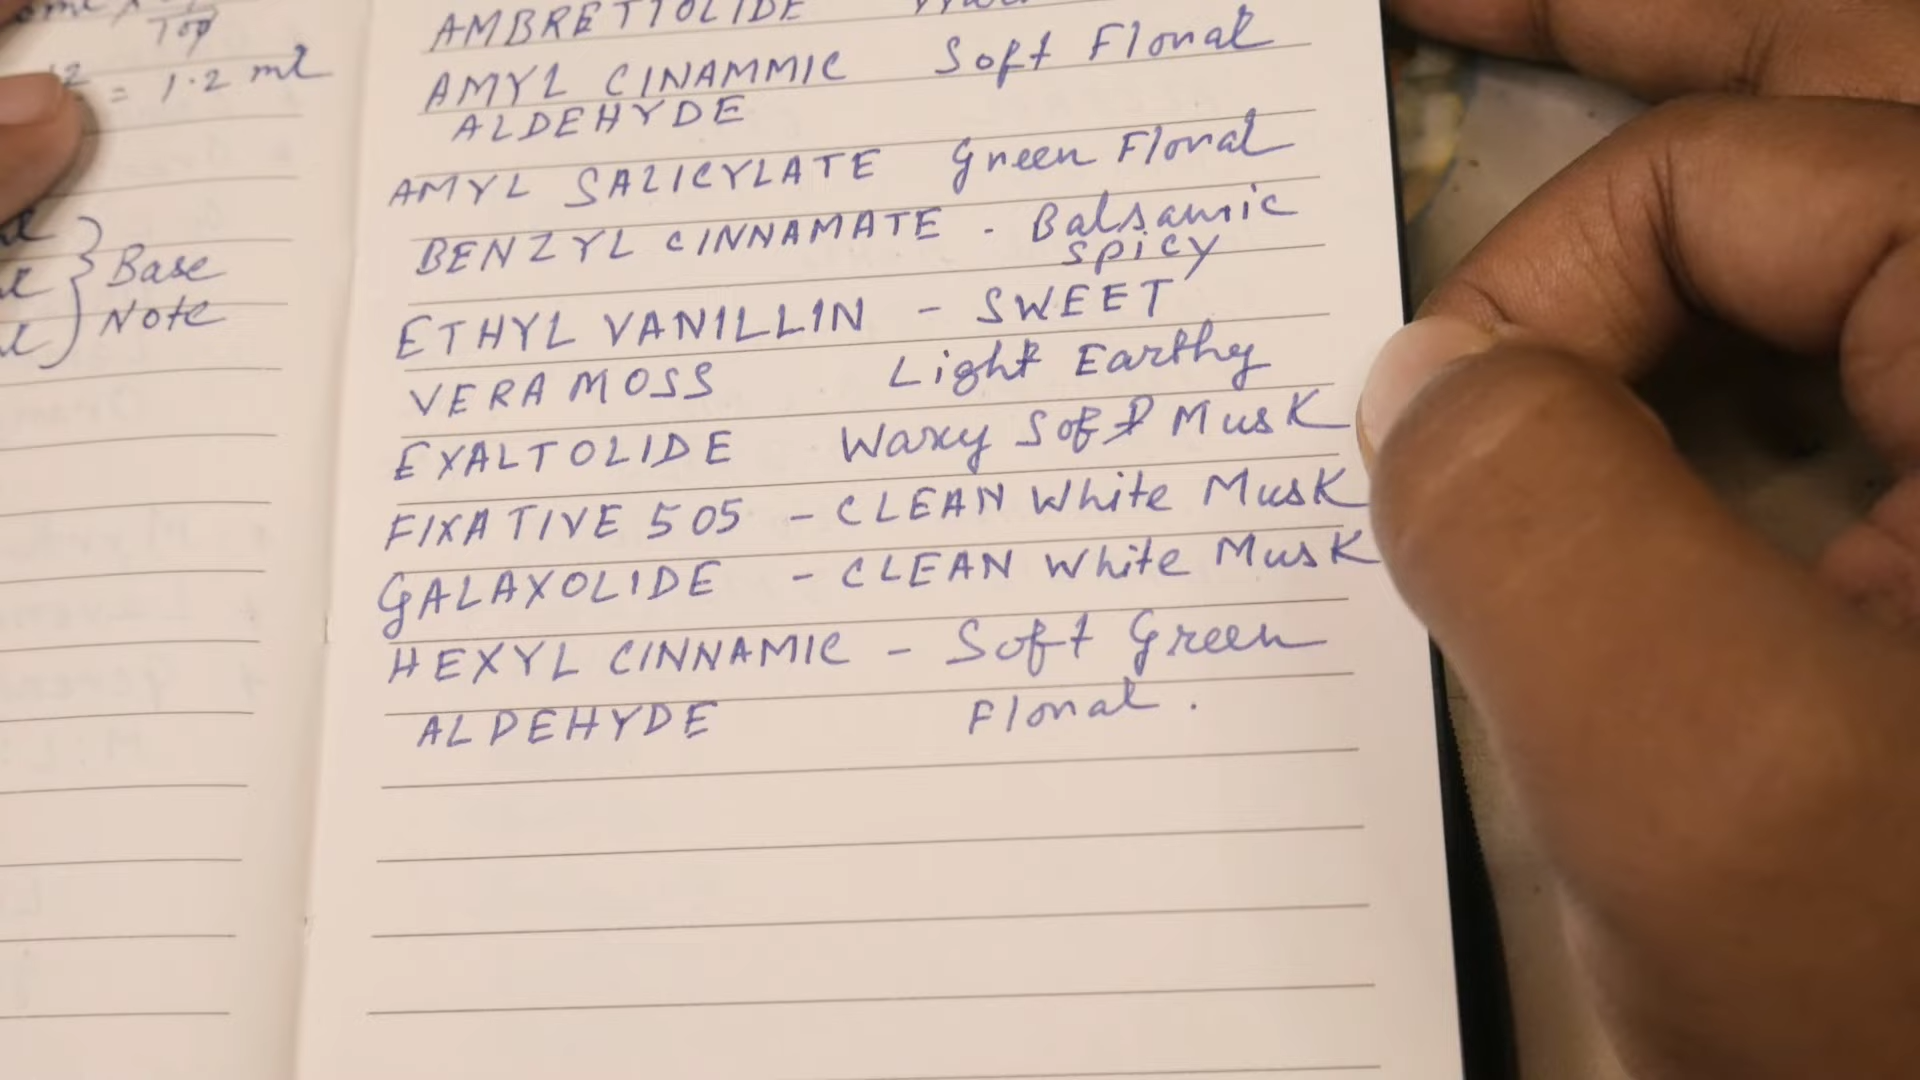 Top
= 1.2 ml
Base
Note
AMBRETTOLIDE
AMYL CINAMMIC Soft Floral
ALDEHYDE
AMYL SALICYLATE Green Floral
BENZYL CINNAMATE - Balsamic
SPICY
ETHYL VANILLIN - SWEET
VERAMOSS Light Earthy
EXALTOLIDE Waxy Soft Musk
FIXATIVE 505 - CLEAN White Musk
GALAXOLIDE - CLEAN White Musk
HEXYL CINNAMIC - Soft Green
ALDEHYDE Floral.